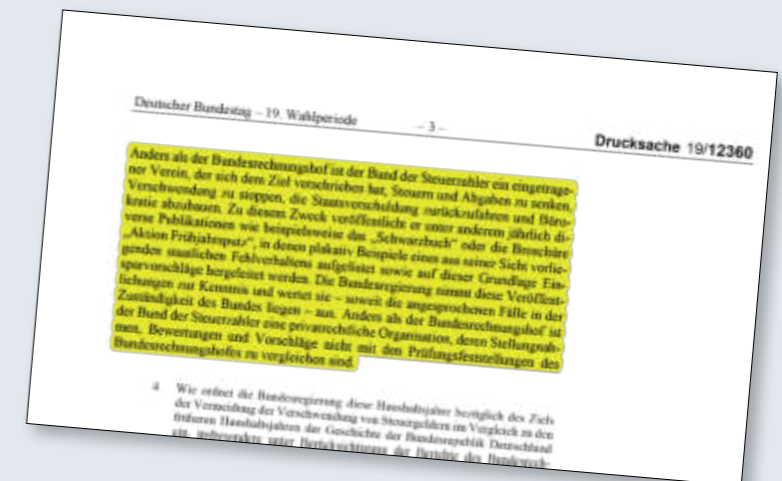 Deutscher Bundestag – 19. Wahlperiode – 3 – Drucksache 19/12360
Anders als der Bundesrechnungshof ist der Bund der Steuerzahler ein eingetrage-
ner Verein, der sich dem Ziel verschrieben hat, Steuern und Abgaben zu senken,
Verschwendung zu stoppen, die Staatsverschuldung zurückzufahren und Büro-
kratie abzubauen. Zu diesem Zweck veröffentlicht er unter anderem jährlich di-
verse Publikationen wie beispielsweise das „Schwarzbuch“ oder die Broschüre
„Aktion Frühjahrsputz“, in denen plakativ Beispiele eines aus seiner Sicht vorlie-
genden staatlichen Fehlverhaltens aufgelistet sowie auf dieser Grundlage Ein-
sparvorschläge hergeleitet werden. Die Bundesregierung nimmt diese Veröffent-
lichungen zur Kenntnis und wertet sie – soweit die angesprochenen Fälle in der
Zuständigkeit des Bundes liegen – aus. Anders als der Bundesrechnungshof ist
der Bund der Steuerzahler eine privatrechtliche Organisation, deren Stellungnah-
men, Bewertungen und Vorschläge nicht mit den Prüfungsfeststellungen des
Bundesrechnungshofes zu vergleichen sind.
4. Wie ordnet die Bundesregierung diese Haushaltsjahre bezüglich des Ziels
der Vermeidung der Verschwendung von Steuergeldern im Vergleich zu den
früheren Haushaltsjahren der Geschichte der Bundesrepublik Deutschland
ein, insbesondere unter Berücksichtigung der Berichte des Bundesrech-